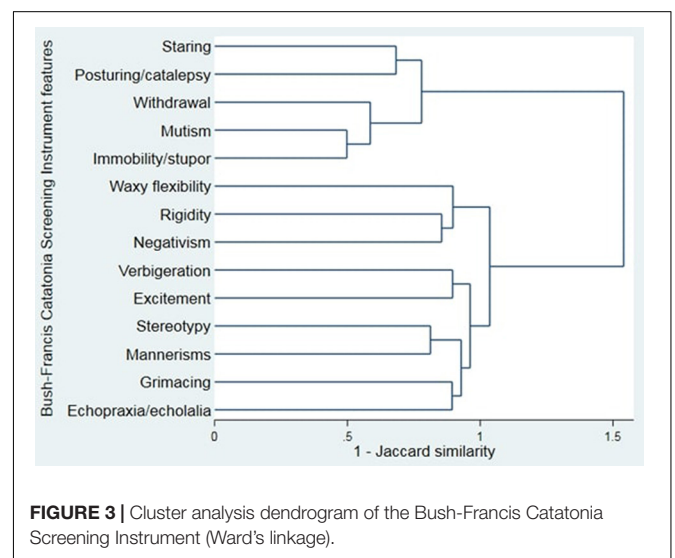 Bush-Francis Catatonia Screening Instrument features
Staring
Posturing/catalepsy
Withdrawal
Mutism
Immobility/stupor
Waxy flexibility
Rigidity
Negativism
Verbigeration
Excitement
Stereotypy
Mannerisms
Grimacing
Echopraxia/echolalia
0 .5 1 1.5
1 - Jaccard similarity
FIGURE 3 | Cluster analysis dendrogram of the Bush-Francis Catatonia
Screening Instrument (Ward's linkage).